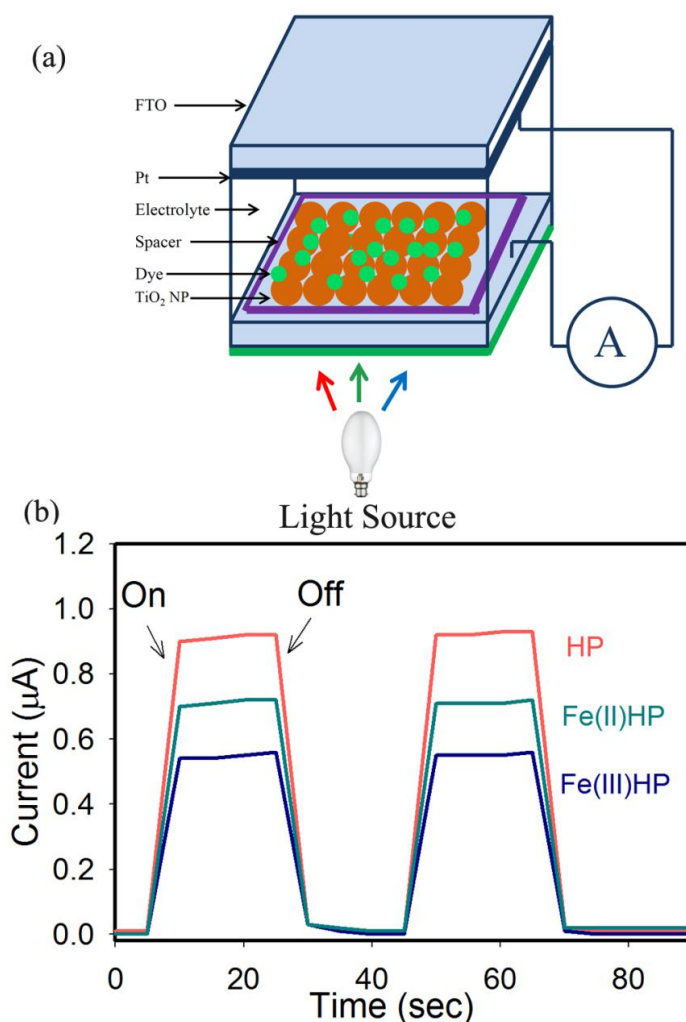 (a)
FTO
Pt
Electrolyte
Spacer
Dye
TiO₂ NP
A
Light Source
(b)
1.2
1.0
0.8
0.6
0.4
0.2
0.0
Current (µA)
On
Off
HP
Fe(II)HP
Fe(III)HP
0 20 40 60 80
Time (sec)